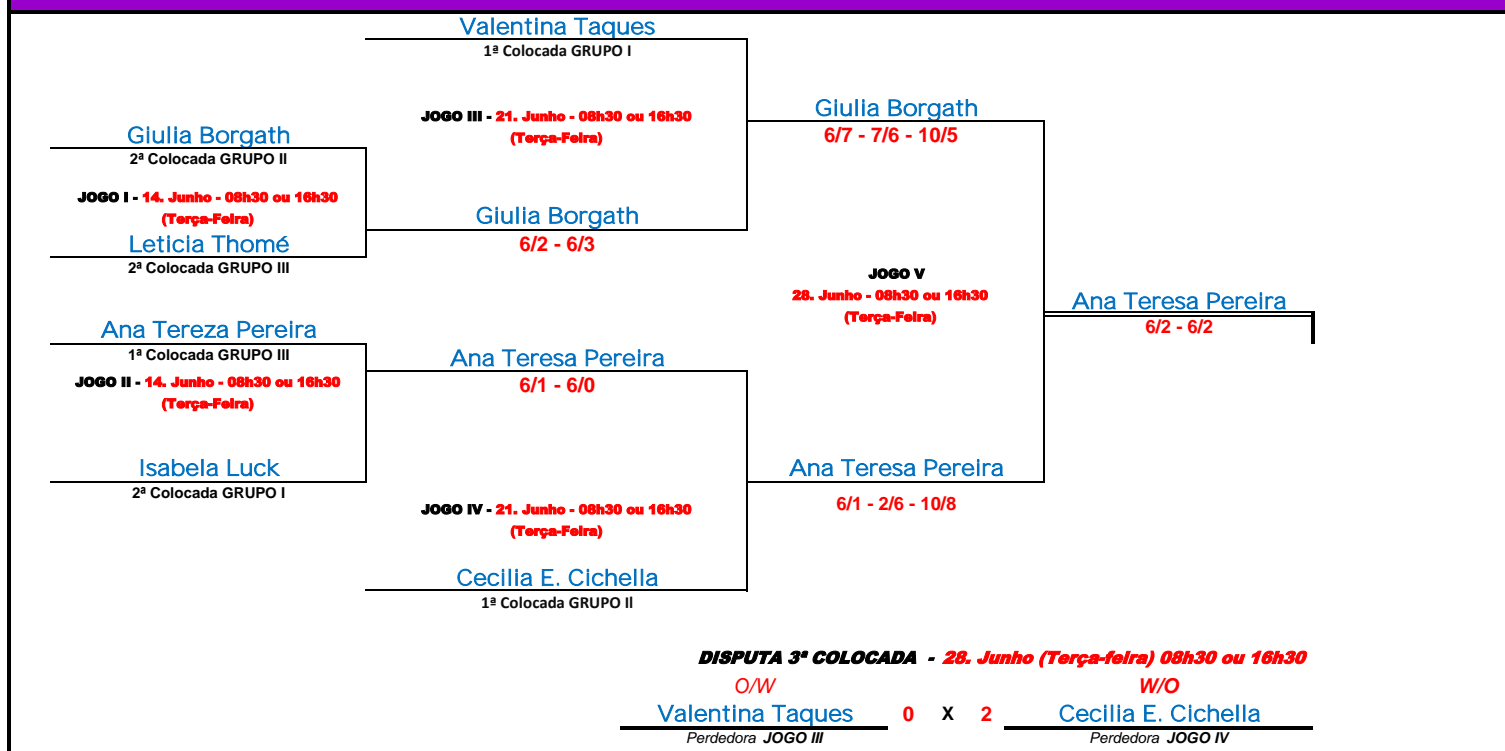 Valentina Taques
1ª Colocada GRUPO I
JOGO III - 21. Junho - 08h30 ou 16h30
(Terça-Feira)
Giulia Borgath
6/7 - 7/6 - 10/5
Giulia Borgath
2ª Colocada GRUPO II
JOGO I - 14. Junho - 08h30 ou 16h30
(Terça-Feira)
Leticia Thomé
2ª Colocada GRUPO III
Giulia Borgath
6/2 - 6/3
JOGO V
28. Junho - 08h30 ou 16h30
(Terça-Feira)
Ana Teresa Pereira
6/2 - 6/2
Ana Tereza Pereira
1ª Colocada GRUPO III
JOGO II - 14. Junho - 08h30 ou 16h30
(Terça-Feira)
Isabela Luck
2ª Colocada GRUPO I
Ana Teresa Pereira
6/1 - 6/0
Ana Teresa Pereira
6/1 - 2/6 - 10/8
JOGO IV - 21. Junho - 08h30 ou 16h30
(Terça-Feira)
Cecilia E. Cichella
1ª Colocada GRUPO II
DISPUTA 3ª COLOCADA - 28. Junho (Terça-feira) 08h30 ou 16h30
O/W W/O
Valentina Taques 0 X 2 Cecilia E. Cichella
Perdedora JOGO III Perdedora JOGO IV